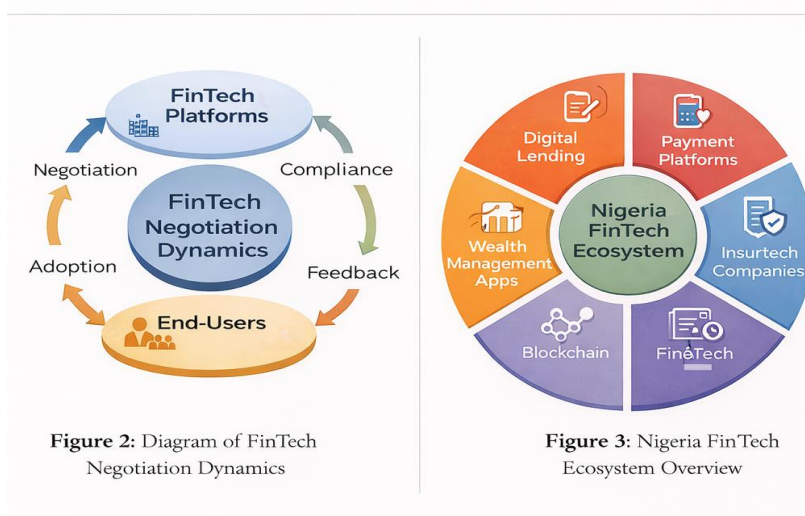 FinTech
Platforms
Negotiation
Compliance
FinTech
Negotiation
Dynamics
Adoption
Feedback
End-Users
Figure 2: Diagram of FinTech
Negotiation Dynamics
Digital
Lending
Payment
Platforms
Nigeria
FinTech
Ecosystem
Wealth
Management
Apps
Insurtech
Companies
Blockchain
FinéTech
Figure 3: Nigeria FinTech
Ecosystem Overview